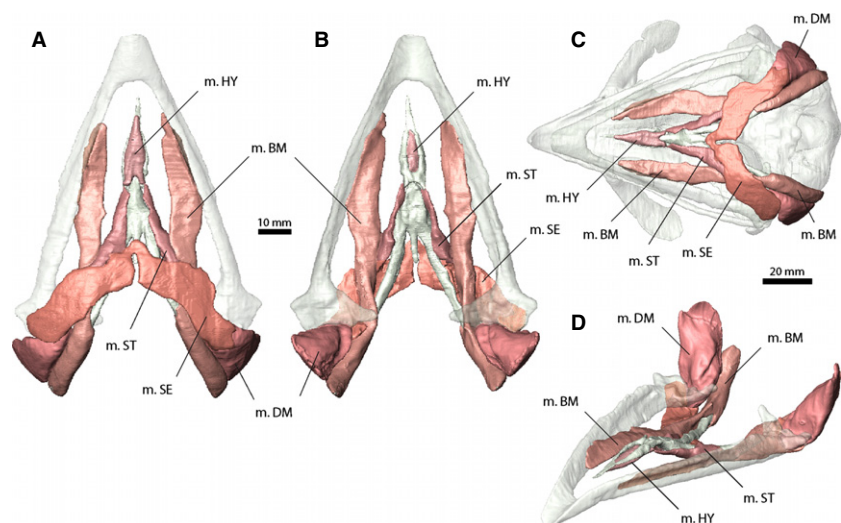 A
m. HY
m. BM
10 mm
m. ST
m. SE
m. DM
B
m. HY
m. ST
m. SE
C
m. DM
m. HY
m. BM
m. ST
m. SE
m. BM
20 mm
D
m. DM
m. BM
m. BM
m. ST
m. HY